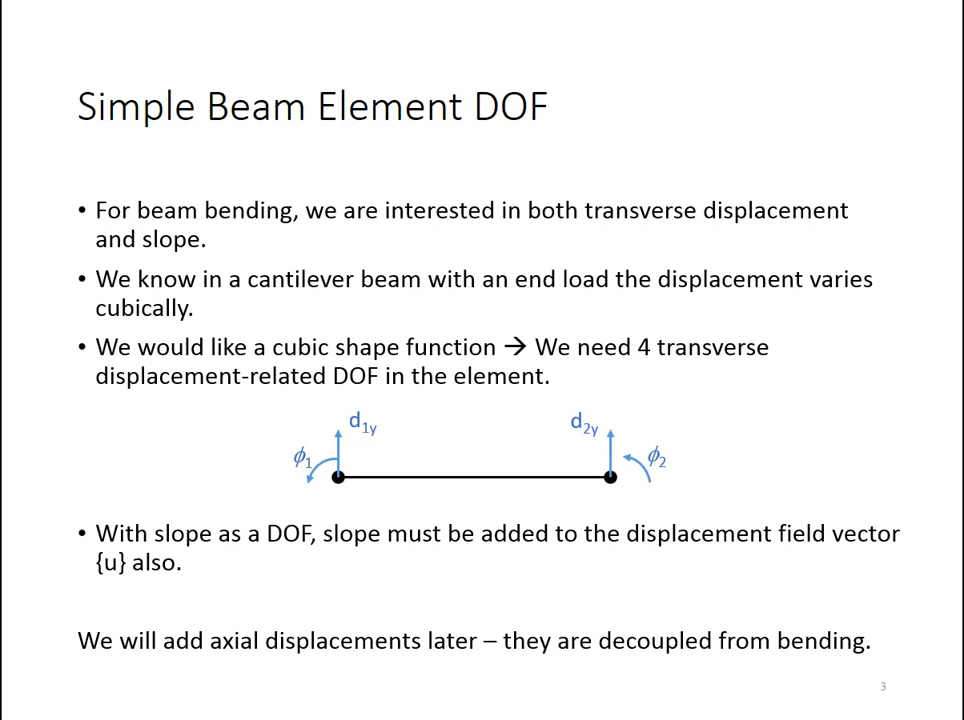 Simple Beam Element DOF
• For beam bending, we are interested in both transverse displacement
and slope.
• We know in a cantilever beam with an end load the displacement varies
cubically.
• We would like a cubic shape function → We need 4 transverse
displacement-related DOF in the element.
d1y
d2y
ϕ1
ϕ2
• With slope as a DOF, slope must be added to the displacement field vector
{u} also.
We will add axial displacements later – they are decoupled from bending.
3